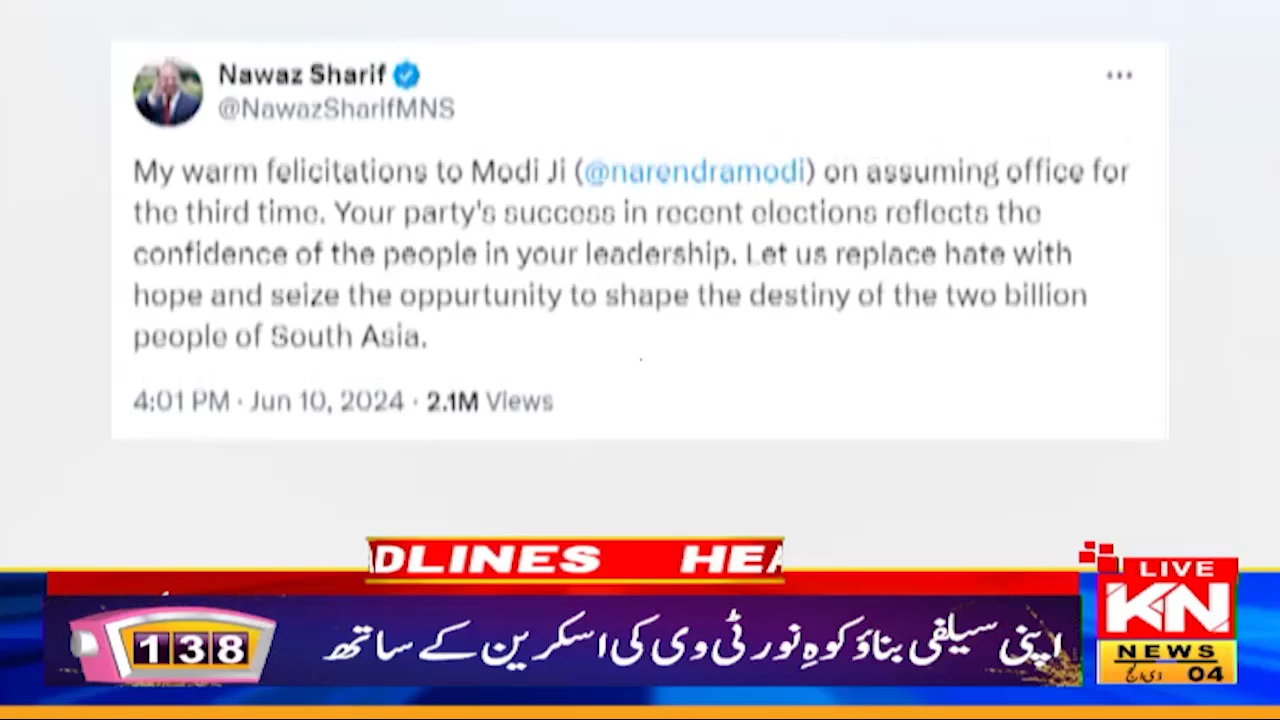 Nawaz Sharif
@NawazSharifMNS
My warm felicitations to Modi Ji (@narendramodi) on assuming office for
the third time. Your party's success in recent elections reflects the
confidence of the people in your leadership. Let us replace hate with
hope and seize the oppurtunity to shape the destiny of the two billion
people of South Asia.
4:01 PM · Jun 10, 2024 · 2.1M Views
ADLINES HEA
LIVE
KN
NEWS
04
138
اپنی سیلفی بناؤ کوہِ نور ٹی وی کی اسکرین کے ساتھ